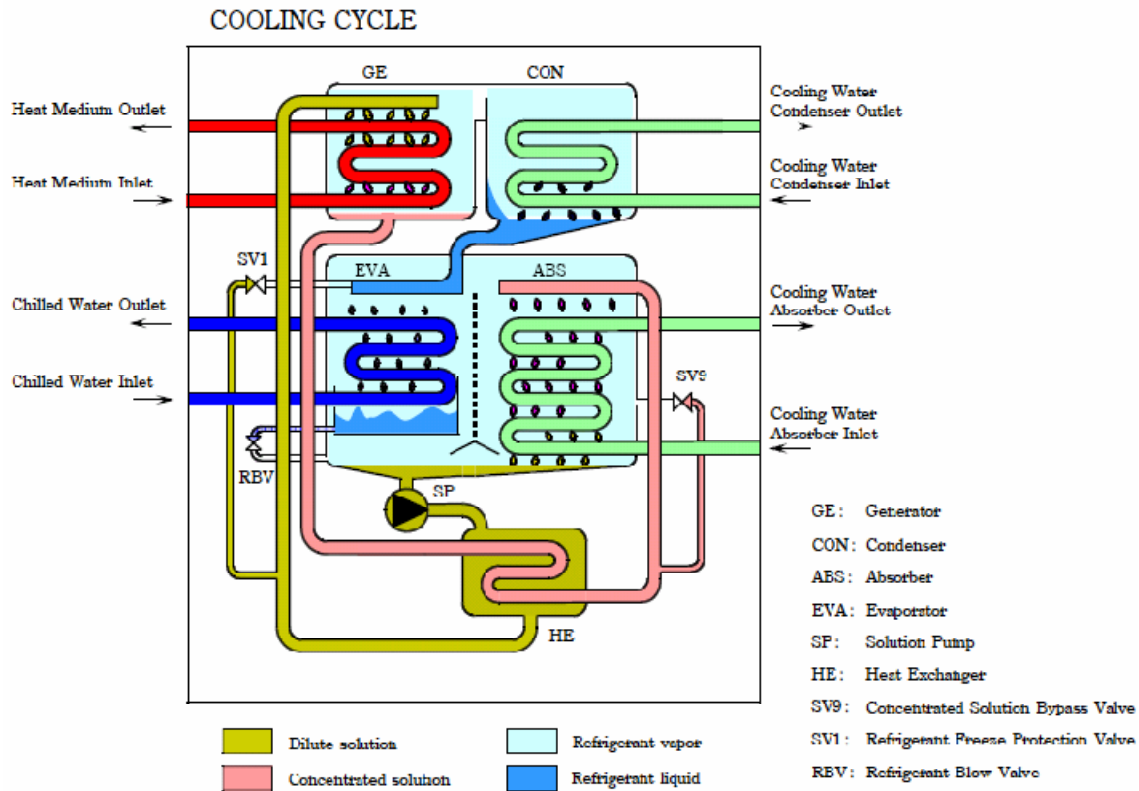 COOLING CYCLE
GE
CON
Heat Medium Outlet
Cooling Water
Condenser Outlet
Heat Medium Inlet
Cooling Water
Condenser Inlet
SV1
EVA
ABS
Chilled Water Outlet
Cooling Water
Absorber Outlet
Chilled Water Inlet
SV9
Cooling Water
Absorber Inlet
RBV
SP
HE
GE: Generator
CON: Condenser
ABS: Absorber
EVA: Evaporator
SP: Solution Pump
HE: Hest Exchanger
SV9: Concentrated Solution Bypass Valve
SV1: Refrigerant Freeze Protection Valve
RBV: Refrigerant Blow Valve
Dilute solution
Refrigerant vapor
Concentrated solution
Refrigerant liquid